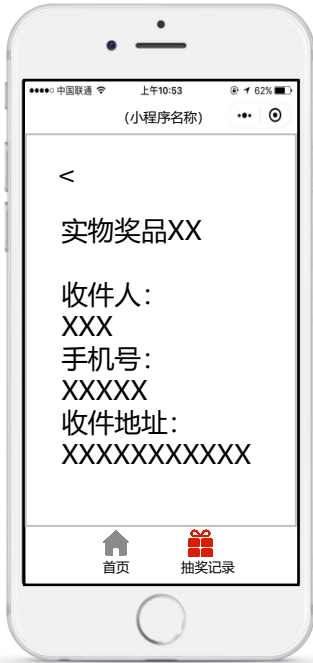 中国联通 上午10:53 62%
(小程序名称)
<
实物奖品XX
收件人：
XXX
手机号：
XXXXX
收件地址：
XXXXXXXXXXX
首页 抽奖记录